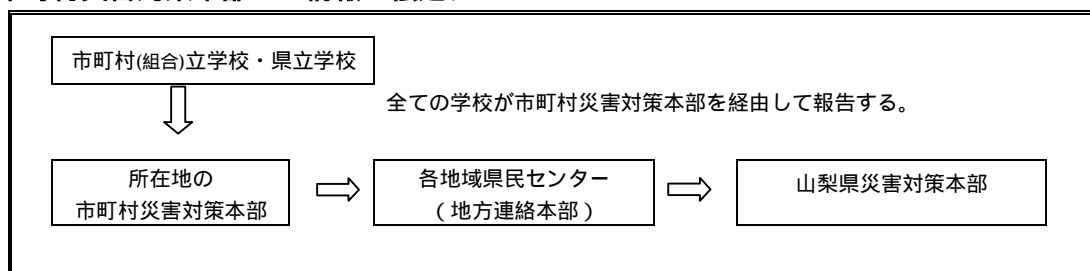 市町村(組合)立学校・県立学校
全ての学校が市町村災害対策本部を経由して報告する。
所在地の
市町村災害対策本部
各地域県民センター
(地方連絡本部)
山梨県災害対策本部